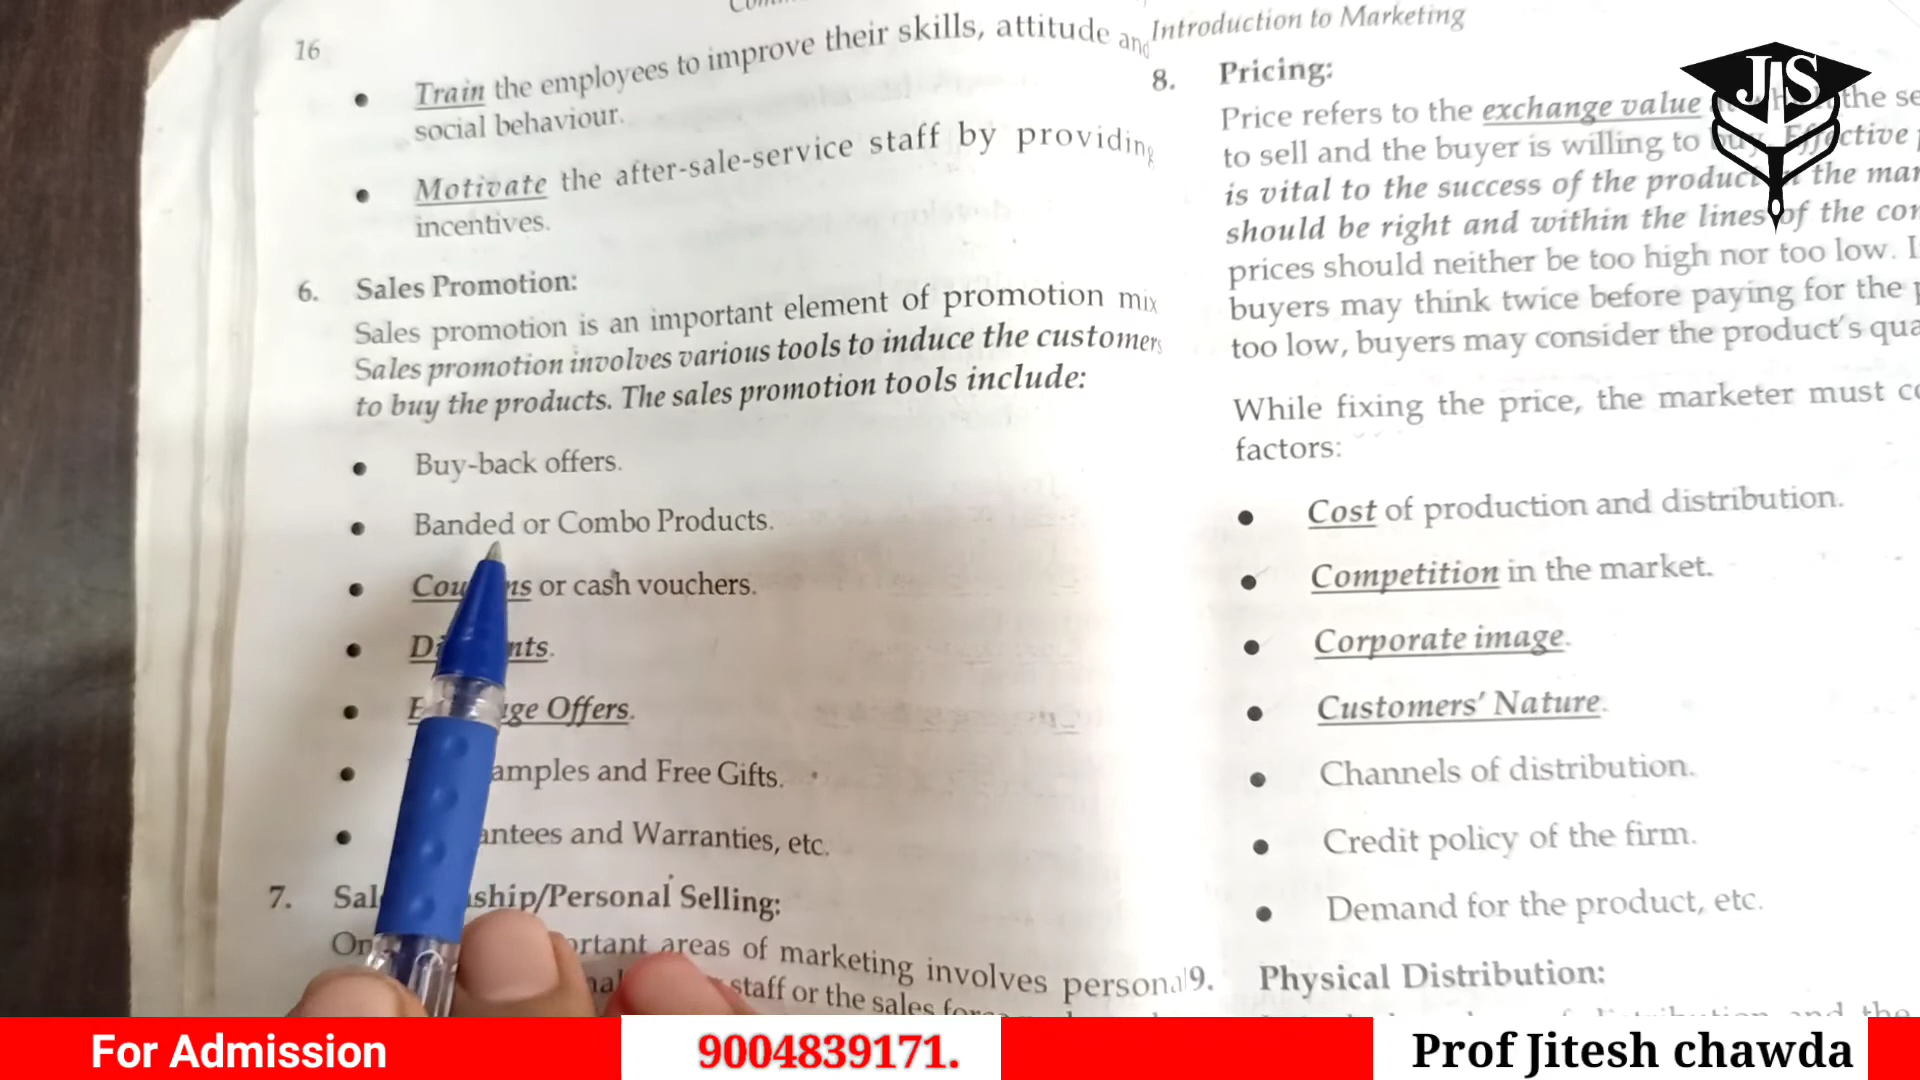 16
Train the employees to improve their skills, attitude and
social behaviour.
Motivate the after-sale-service staff by providing
incentives.
6. Sales Promotion:
Sales promotion is an important element of promotion mix
Sales promotion involves various tools to induce the customers
to buy the products. The sales promotion tools include:
Buy-back offers.
Banded or Combo Products.
or cash vouchers.
Offers.
and Free Gifts.
and Warranties, etc.
7. Selling:
areas of marketing involves
staff or the sales
Introduction to Marketing
8. Pricing:
Price refers to the exchange value the
to sell and the buyer is willing to buy. Effective
is vital to the success of the product the
should be right and within the lines of the
prices should neither be too high nor too low.
buyers may think twice before paying for the
too low, buyers may consider the product's
While fixing the price, the marketer must
factors:
Cost of production and distribution.
Competition in the market.
Corporate image.
Customers' Nature.
Channels of distribution.
Credit policy of the firm.
Demand for the product, etc.
9. Physical Distribution:
JS
For Admission
9004839171.
Prof Jitesh chawda